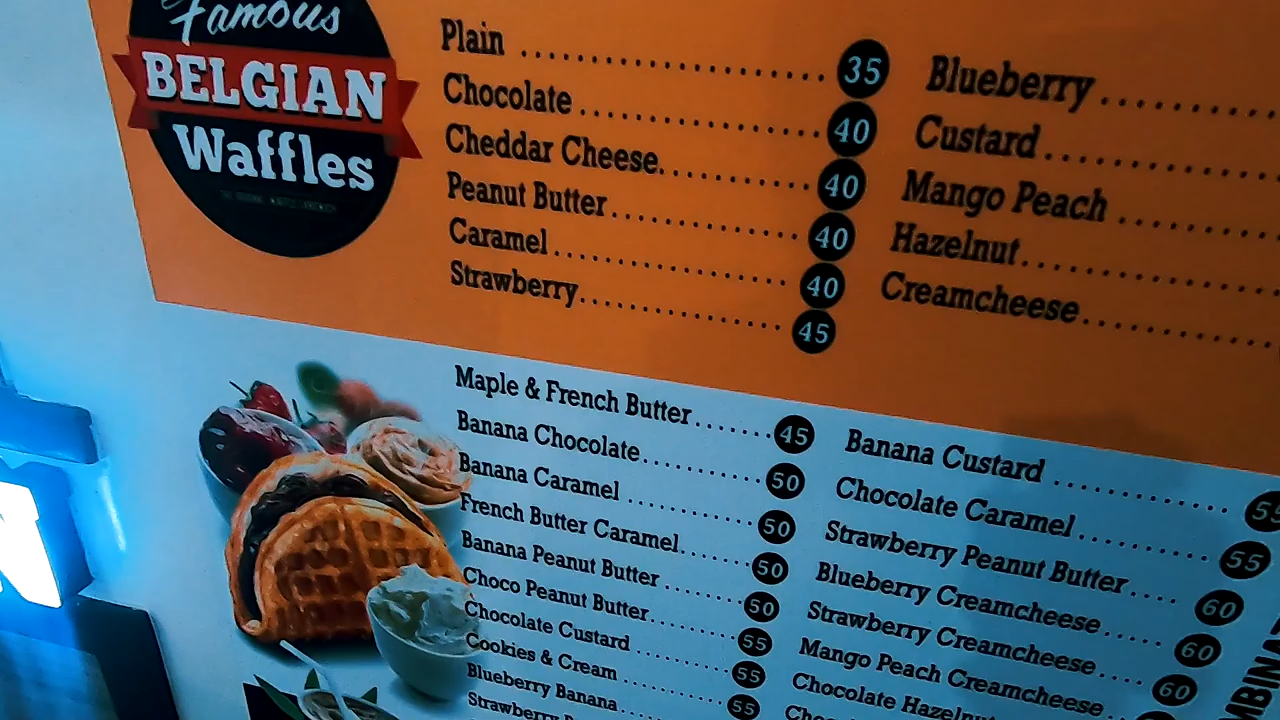 Famous
BELGIAN
Waffles
Plain 35
Chocolate 40
Cheddar Cheese 40
Peanut Butter 40
Caramel 40
Strawberry 45
Blueberry
Custard
Mango Peach
Hazelnut
Creamcheese
Maple & French Butter 45
Banana Chocolate 50
Banana Caramel 50
French Butter Caramel 50
Banana Peanut Butter 50
Choco Peanut Butter 55
Chocolate Custard 55
Cookies & Cream 55
Blueberry Banana
Strawberry
Banana Custard 55
Chocolate Caramel 55
Strawberry Peanut Butter 60
Blueberry Creamcheese 60
Strawberry Creamcheese 60
Mango Peach Creamcheese
Chocolate Hazelnut